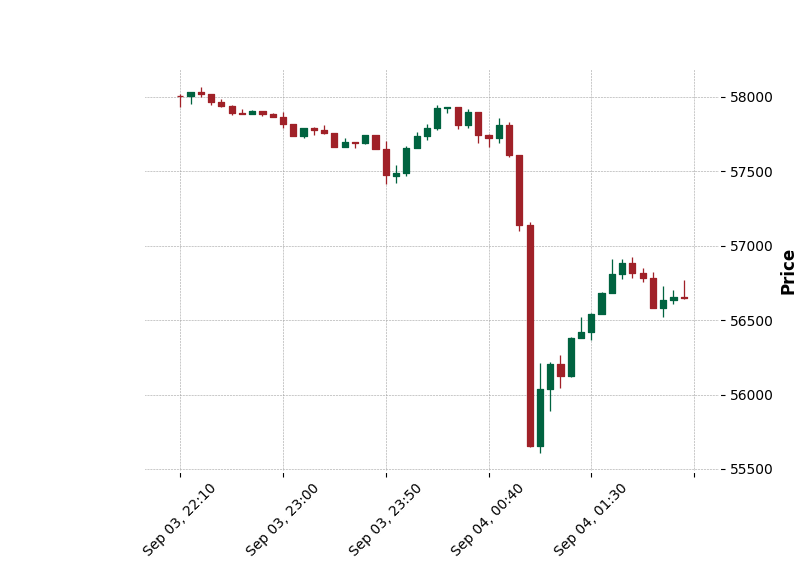 58000
57500
57000
56500
56000
55500
Price
Sep 03, 22:10
Sep 03, 23:00
Sep 03, 23:50
Sep 04, 00:40
Sep 04, 01:30